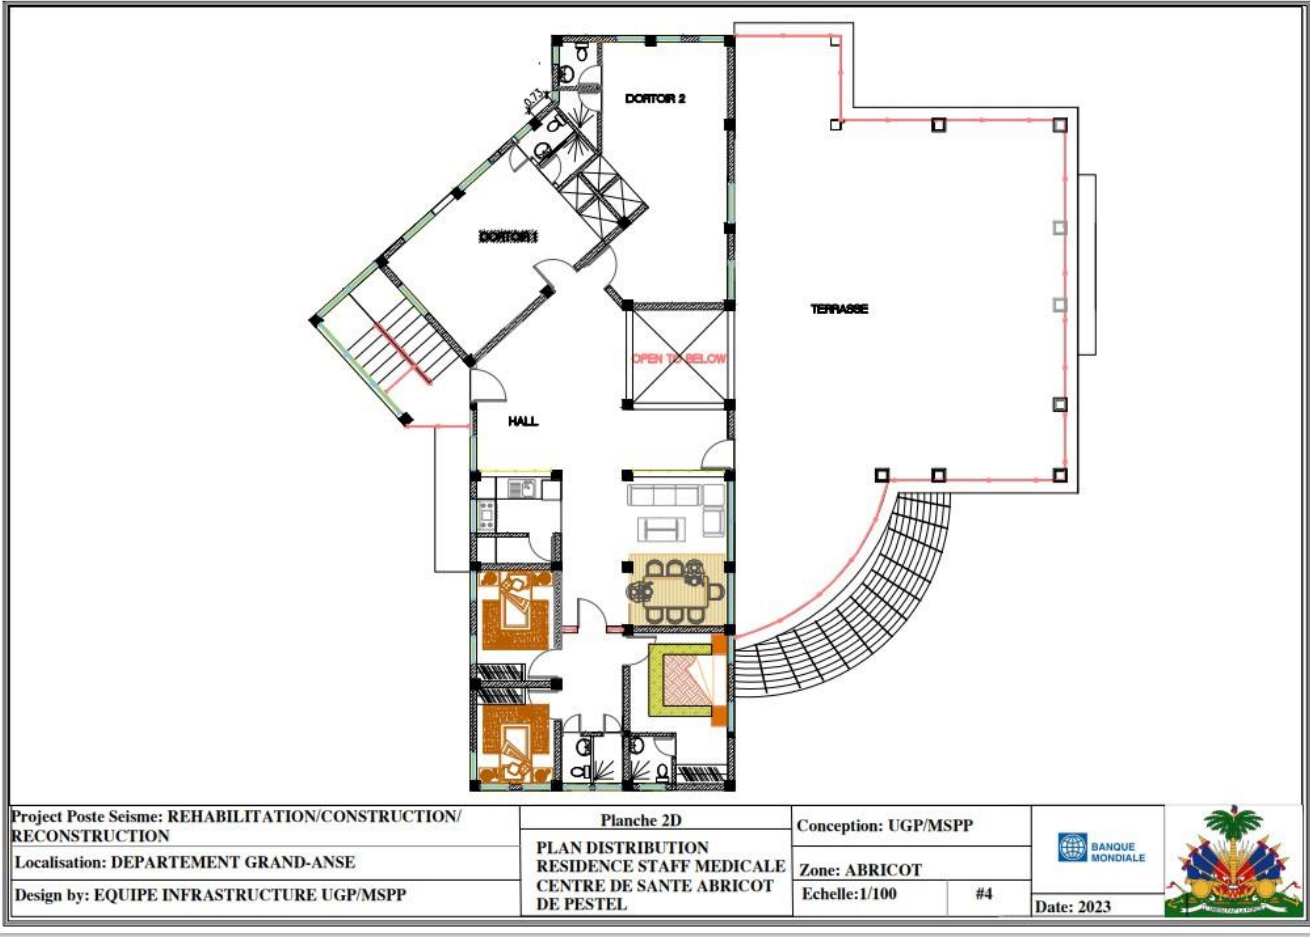 DORTOIR 2
0.73
DORTOIR 1
TERRASSE
OPEN TO BELOW
HALL
Project Poste Seisme: REHABILITATION/CONSTRUCTION/
RECONSTRUCTION
Localisation: DEPARTEMENT GRAND-ANSE
Design by: EQUIPE INFRASTRUCTURE UGP/MSPP
Planche 2D
PLAN DISTRIBUTION
RESIDENCE STAFF MEDICALE
CENTRE DE SANTE ABRICOT
DE PESTEL
Conception: UGP/MSPP
Zone: ABRICOT
Echelle:1/100
#4
BANQUE
MONDIALE
Date: 2023